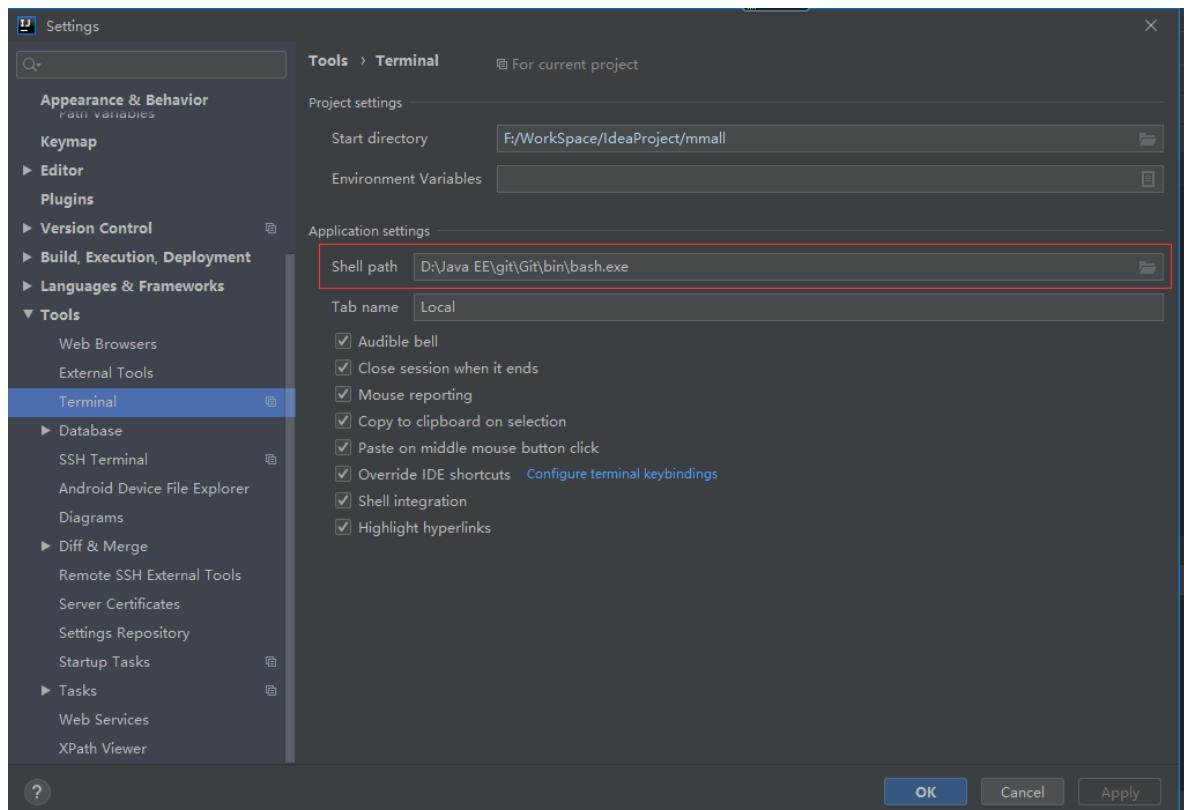 Settings
Appearance & Behavior
Path Variables
Keymap
Editor
Plugins
Version Control
Build, Execution, Deployment
Languages & Frameworks
Tools
Web Browsers
External Tools
Terminal
Database
SSH Terminal
Android Device File Explorer
Diagrams
Diff & Merge
Remote SSH External Tools
Server Certificates
Settings Repository
Startup Tasks
Tasks
Web Services
XPath Viewer
Tools › Terminal
For current project
Project settings
Start directory F:/WorkSpace/IdeaProject/mmall
Environment Variables
Application settings
Shell path D:\Java EE\git\Git\bin\bash.exe
Tab name Local
Audible bell
Close session when it ends
Mouse reporting
Copy to clipboard on selection
Paste on middle mouse button click
Override IDE shortcuts Configure terminal keybindings
Shell integration
Highlight hyperlinks
? OK Cancel Apply